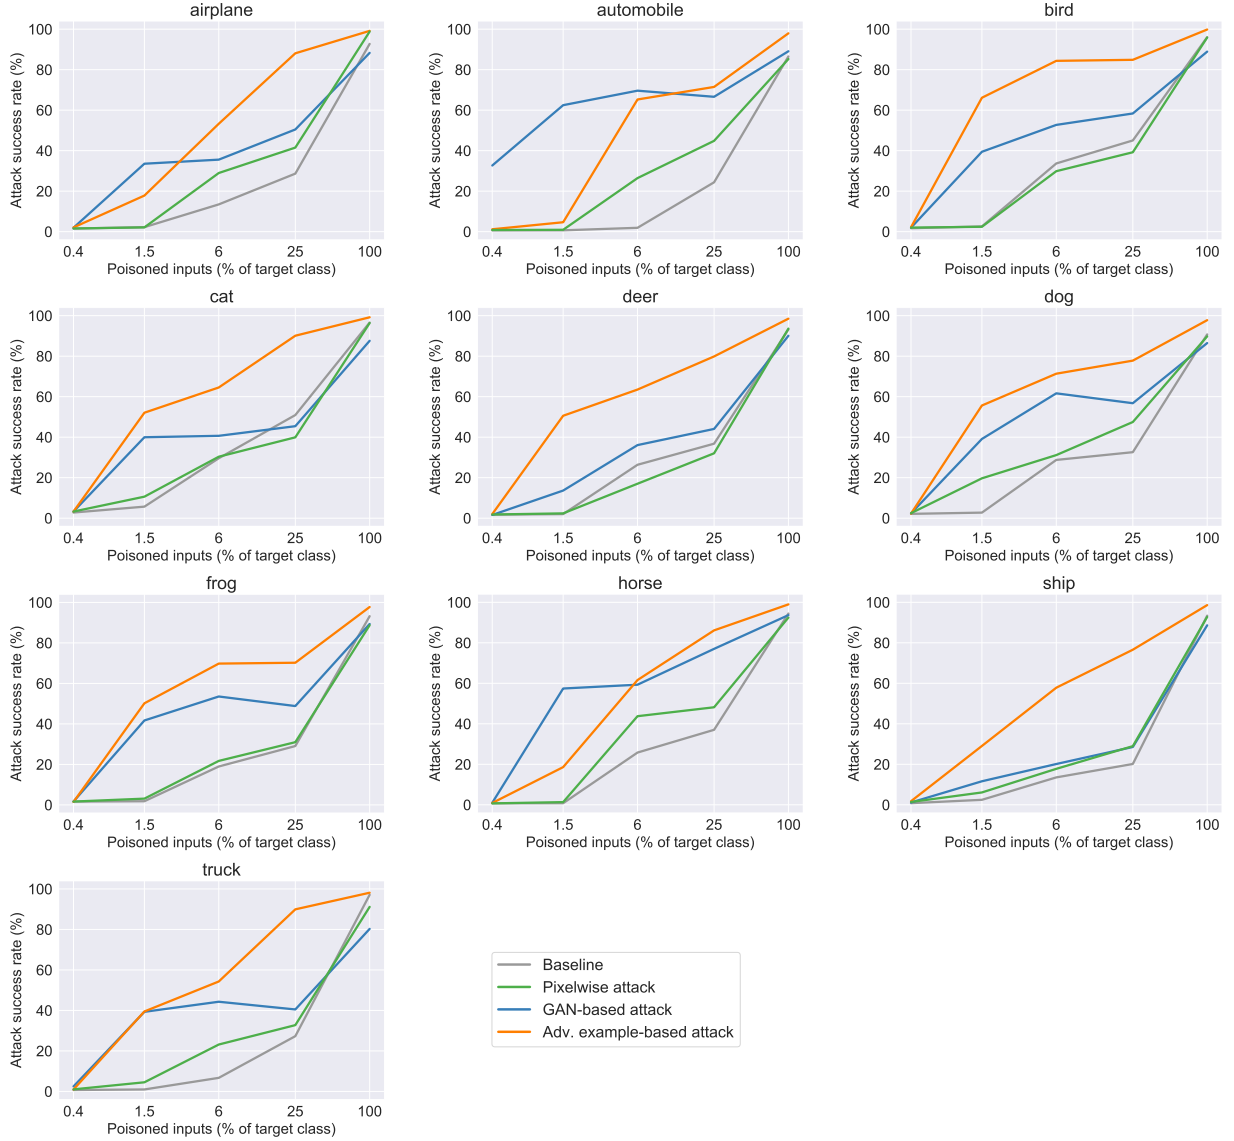 airplane
Attack success rate (%)
100
80
60
40
20
0
0.4 1.5 6 25 100
Poisoned inputs (% of target class)
automobile
Attack success rate (%)
100
80
60
40
20
0
0.4 1.5 6 25 100
Poisoned inputs (% of target class)
bird
Attack success rate (%)
100
80
60
40
20
0
0.4 1.5 6 25 100
Poisoned inputs (% of target class)
cat
Attack success rate (%)
100
80
60
40
20
0
0.4 1.5 6 25 100
Poisoned inputs (% of target class)
deer
Attack success rate (%)
100
80
60
40
20
0
0.4 1.5 6 25 100
Poisoned inputs (% of target class)
dog
Attack success rate (%)
100
80
60
40
20
0
0.4 1.5 6 25 100
Poisoned inputs (% of target class)
frog
Attack success rate (%)
100
80
60
40
20
0
0.4 1.5 6 25 100
Poisoned inputs (% of target class)
horse
Attack success rate (%)
100
80
60
40
20
0
0.4 1.5 6 25 100
Poisoned inputs (% of target class)
ship
Attack success rate (%)
100
80
60
40
20
0
0.4 1.5 6 25 100
Poisoned inputs (% of target class)
truck
Attack success rate (%)
100
80
60
40
20
0
0.4 1.5 6 25 100
Poisoned inputs (% of target class)
Baseline
Pixelwise attack
GAN-based attack
Adv. example-based attack